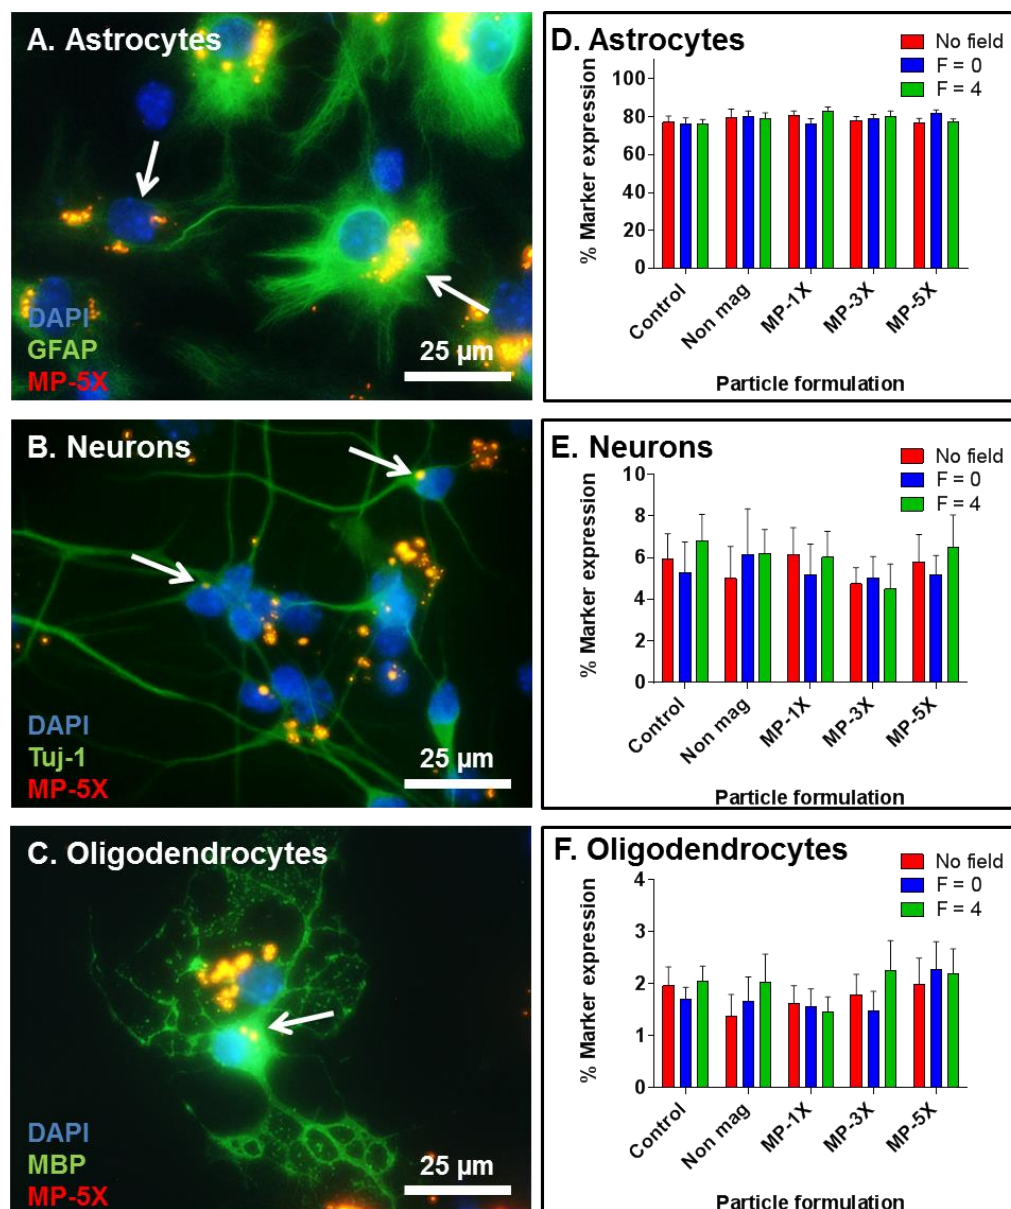 A. Astrocytes
DAPI
GFAP
MP-5X
25 µm
D. Astrocytes
No field
F = 0
F = 4
% Marker expression
100
80
60
40
20
0
Control
Non mag
MP-1X
MP-3X
MP-5X
Particle formulation
B. Neurons
DAPI
Tuj-1
MP-5X
25 µm
E. Neurons
No field
F = 0
F = 4
% Marker expression
10
8
6
4
2
0
Control
Non mag
MP-1X
MP-3X
MP-5X
Particle formulation
C. Oligodendrocytes
DAPI
MBP
MP-5X
25 µm
F. Oligodendrocytes
No field
F = 0
F = 4
% Marker expression
4
3
2
1
0
Control
Non mag
MP-1X
MP-3X
MP-5X
Particle formulation